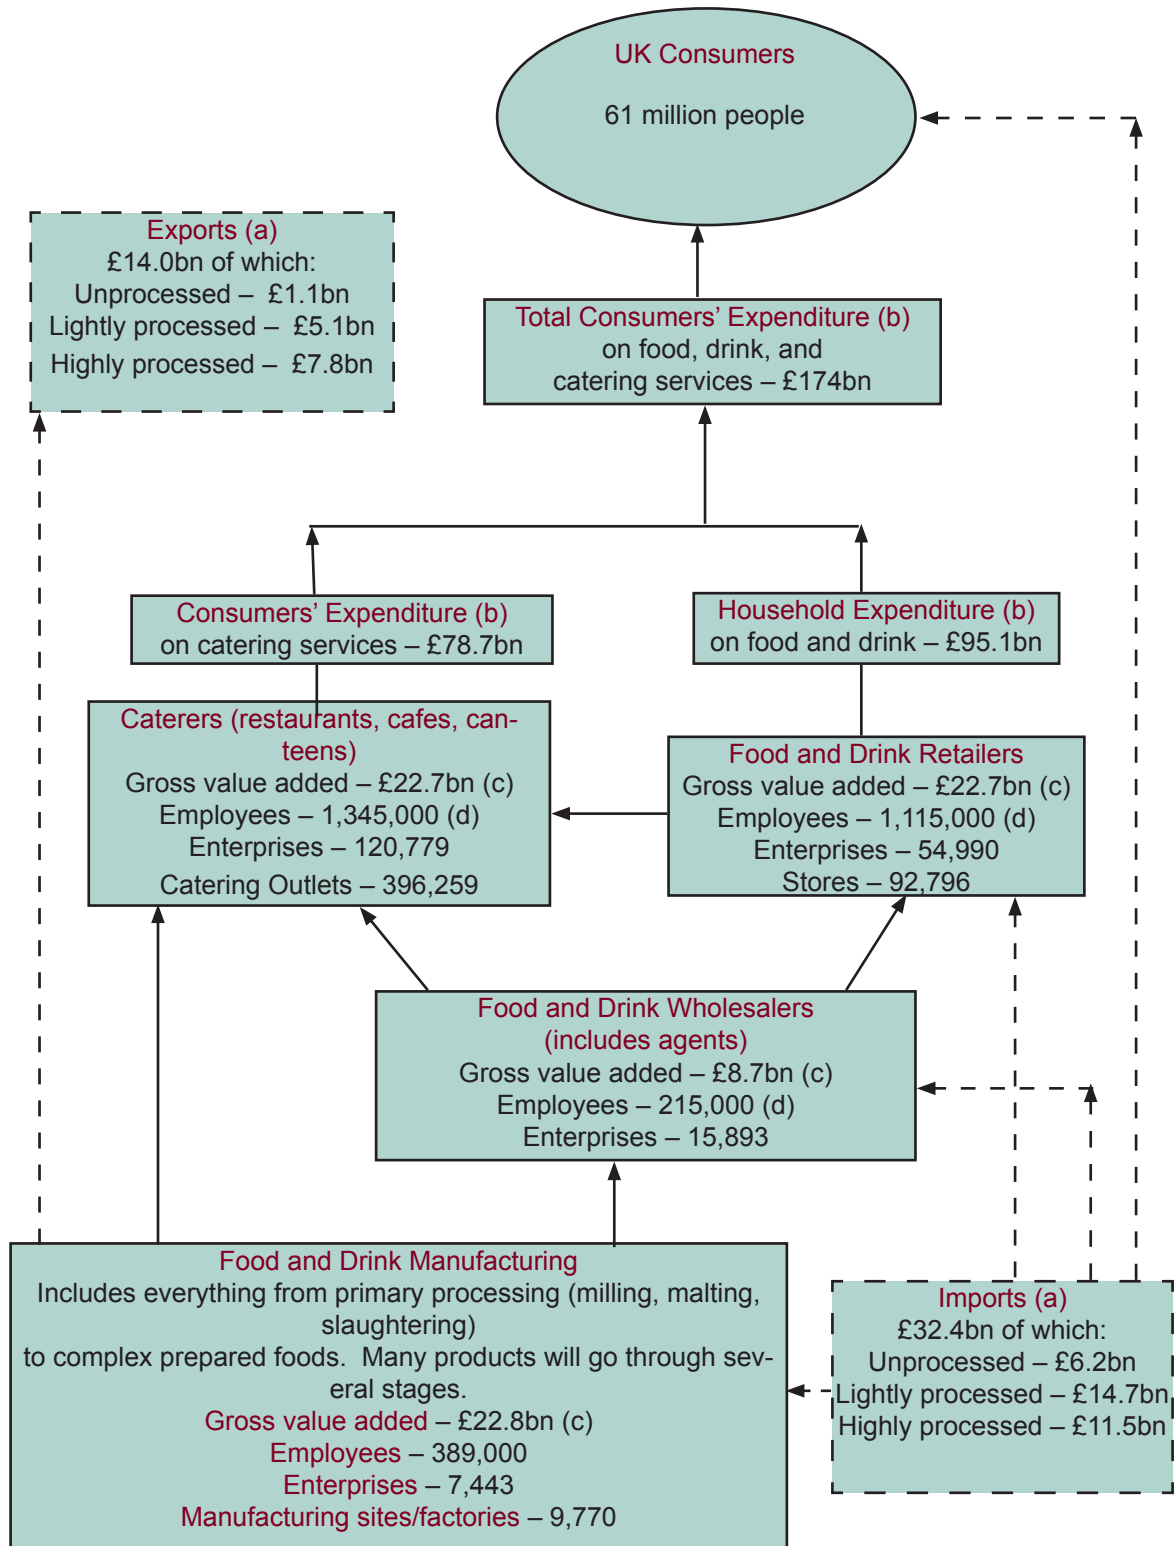 UK Consumers
61 million people
Exports (a)
£14.0bn of which:
Unprocessed –  £1.1bn
Lightly processed – £5.1bn
Highly processed –  £7.8bn
Total Consumers’ Expenditure (b)
on food, drink, and
catering services – £174bn
Consumers’ Expenditure (b)
on catering services – £78.7bn
Household Expenditure (b)
on food and drink – £95.1bn
Caterers (restaurants, cafes, can-
teens)
Gross value added – £22.7bn (c)
Employees – 1,345,000 (d)
Enterprises – 120,779
Catering Outlets – 396,259
Food and Drink Retailers
Gross value added – £22.7bn (c)
Employees – 1,115,000 (d)
Enterprises – 54,990
Stores – 92,796
Food and Drink Wholesalers
(includes agents)
Gross value added – £8.7bn (c)
Employees – 215,000 (d)
Enterprises – 15,893
Food and Drink Manufacturing
Includes everything from primary processing (milling, malting,
slaughtering)
to complex prepared foods.  Many products will go through sev-
eral stages.
Gross value added – £22.8bn (c)
Employees – 389,000
Enterprises – 7,443
Manufacturing sites/factories – 9,770
Imports (a)
£32.4bn of which:
Unprocessed – £6.2bn
Lightly processed – £14.7bn
Highly processed – £11.5bn